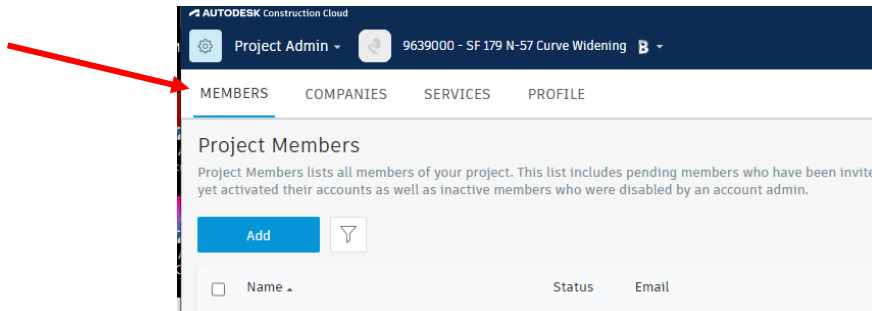 AUTODESK Construction Cloud
Project Admin 9639000 - SF 179 N-57 Curve Widening B
MEMBERS COMPANIES SERVICES PROFILE
Project Members
Project Members lists all members of your project. This list includes pending members who have been invite
yet activated their accounts as well as inactive members who were disabled by an account admin.
Add
Name Status Email